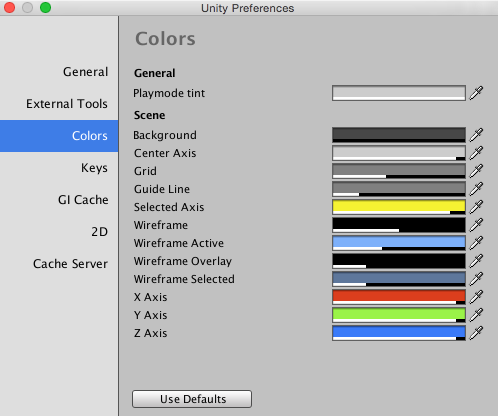 Unity Preferences
General
External Tools
Colors
Keys
GI Cache
2D
Cache Server
Colors
General
Playmode tint
Scene
Background
Center Axis
Grid
Guide Line
Selected Axis
Wireframe
Wireframe Active
Wireframe Overlay
Wireframe Selected
X Axis
Y Axis
Z Axis
Use Defaults